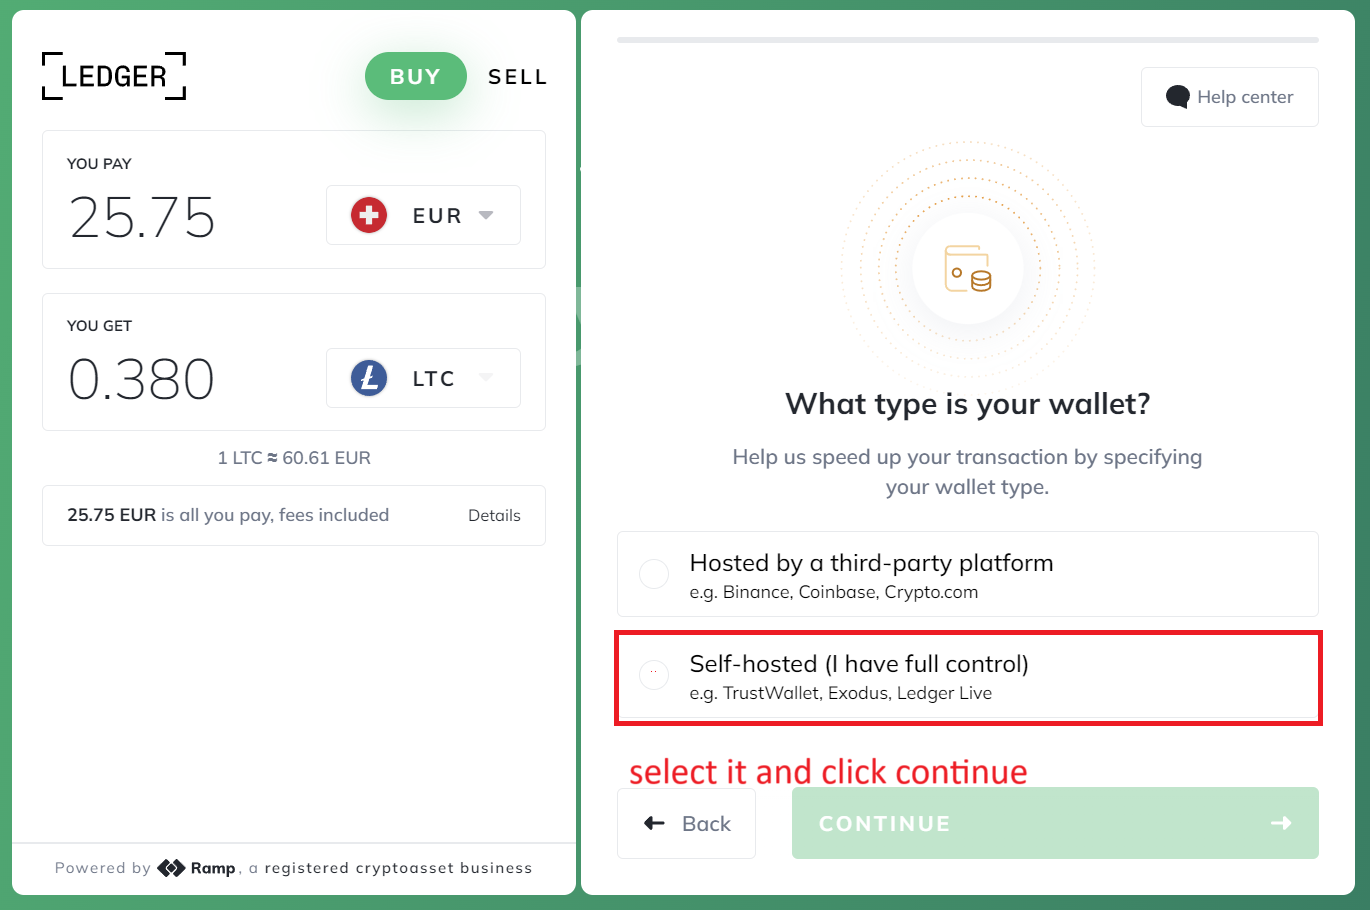 LEDGER
BUY
SELL
YOU PAY
25.75
EUR
YOU GET
0.380
LTC
1 LTC ≈ 60.61 EUR
25.75 EUR is all you pay, fees included
Details
Powered by Ramp, a registered cryptoasset business
Help center
What type is your wallet?
Help us speed up your transaction by specifying
your wallet type.
Hosted by a third-party platform
e.g. Binance, Coinbase, Crypto.com
Self-hosted (I have full control)
e.g. TrustWallet, Exodus, Ledger Live
select it and click continue
Back
CONTINUE